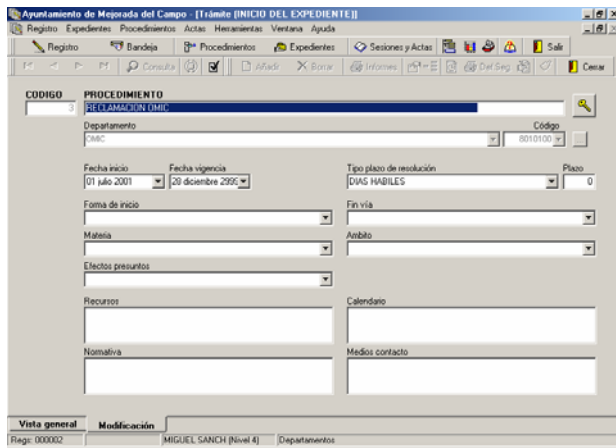 Ayuntamiento de Mejorada del Campo - [Trámite (INICIO DEL EXPEDIENTE)]
Registro Expedientes Procedimientos Actas Herramientas Ventana Ayuda
Registro Bandeja Procedimientos Expedientes Sesiones y Actas Salir
Consulta Añadir Borrar Informes Def.Seg. Cerrar
CODIGO PROCEDIMIENTO
3 RECLAMACION OMIC
Departamento Código
OMIC 6010100
Fecha inicio Fecha vigencia Tipo plazo de resolución Plazo
01 julio 2001 28 diciembre 2999 DIAS HABILES 0
Forma de inicio Fin vía
Materia Ambito
Efectos presuntos
Recursos Calendario
Normativa Medios contacto
Vista general Modificación
Regs: 000002 MIGUEL SANCH (Nivel 4) Departamentos